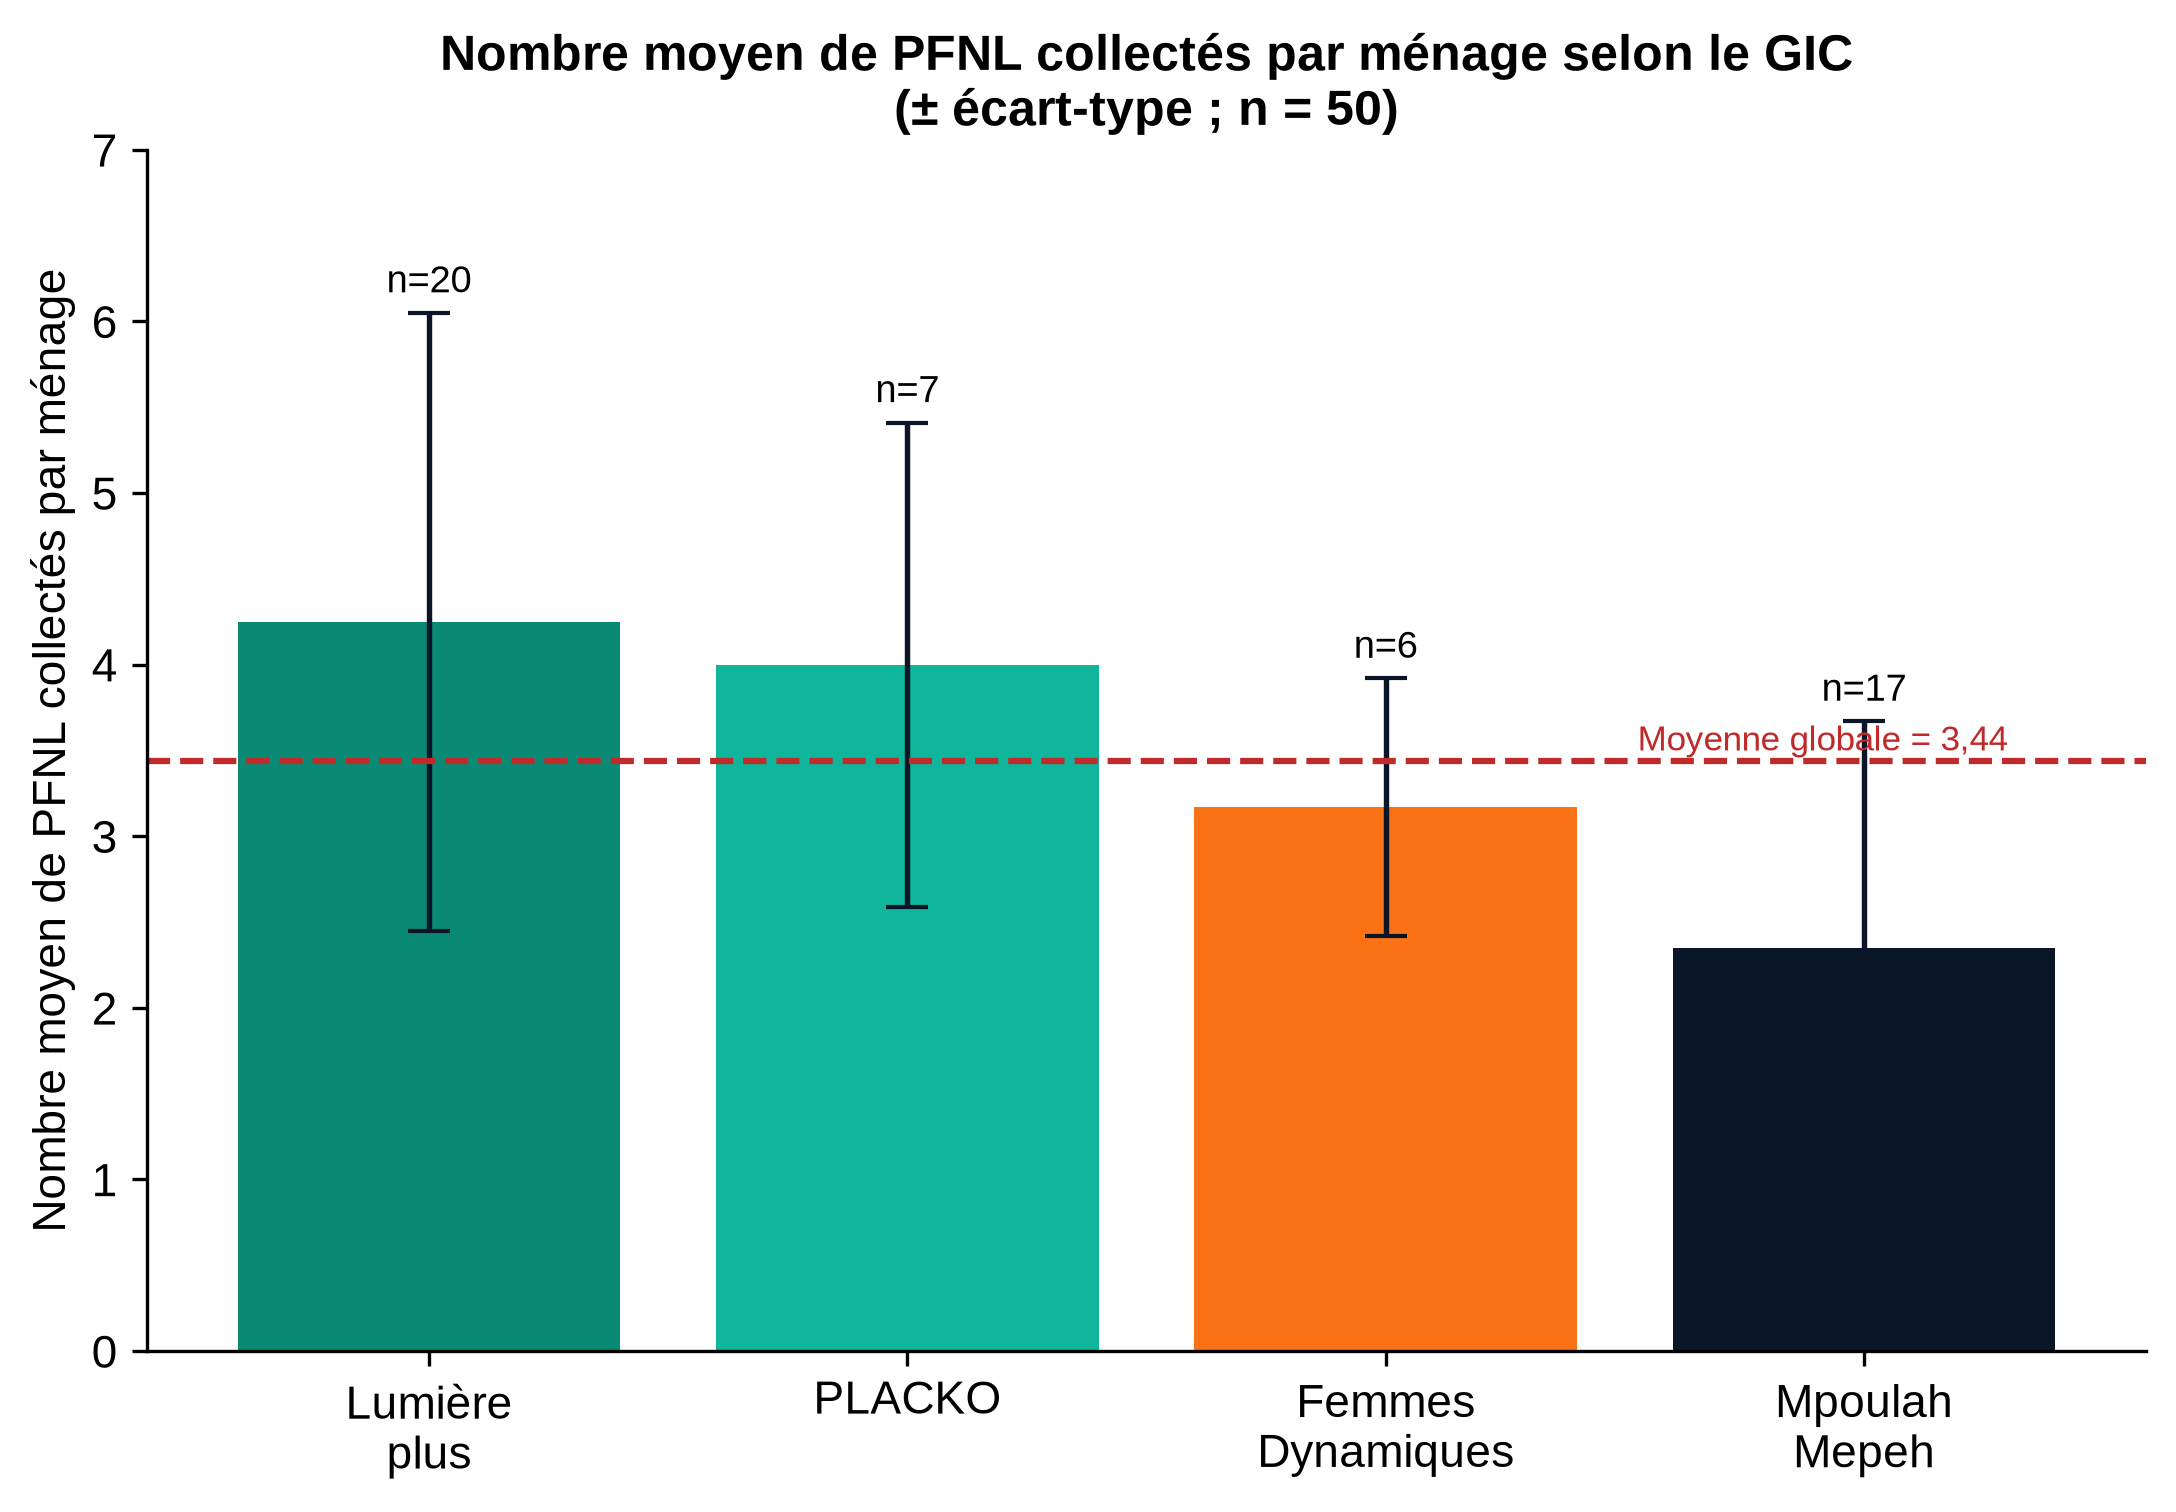 Nombre moyen de PFNL collectés par ménage selon le GIC
(± écart-type ; n = 50)
Nombre moyen de PFNL collectés par ménage
7
6
5
4
3
2
1
0
n=20
n=7
n=6
n=17
Moyenne globale = 3,44
Lumière
plus
PLACKO
Femmes
Dynamiques
Mpoulah
Mepeh